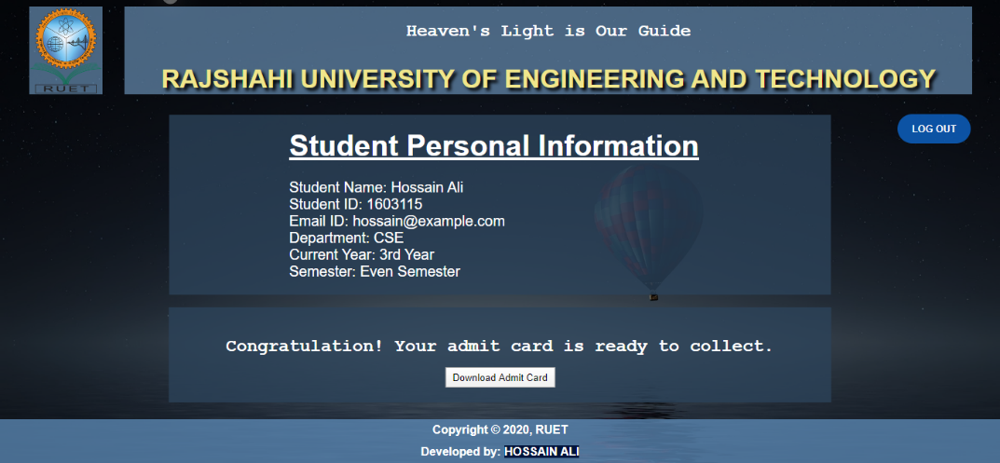 RUET
Heaven's Light is Our Guide
RAJSHAHI UNIVERSITY OF ENGINEERING AND TECHNOLOGY
LOG OUT
Student Personal Information
Student Name: Hossain Ali
Student ID: 1603115
Email ID: hossain@example.com
Department: CSE
Current Year: 3rd Year
Semester: Even Semester
Congratulation! Your admit card is ready to collect.
Download Admit Card
Copyright © 2020, RUET
Developed by: HOSSAIN ALI